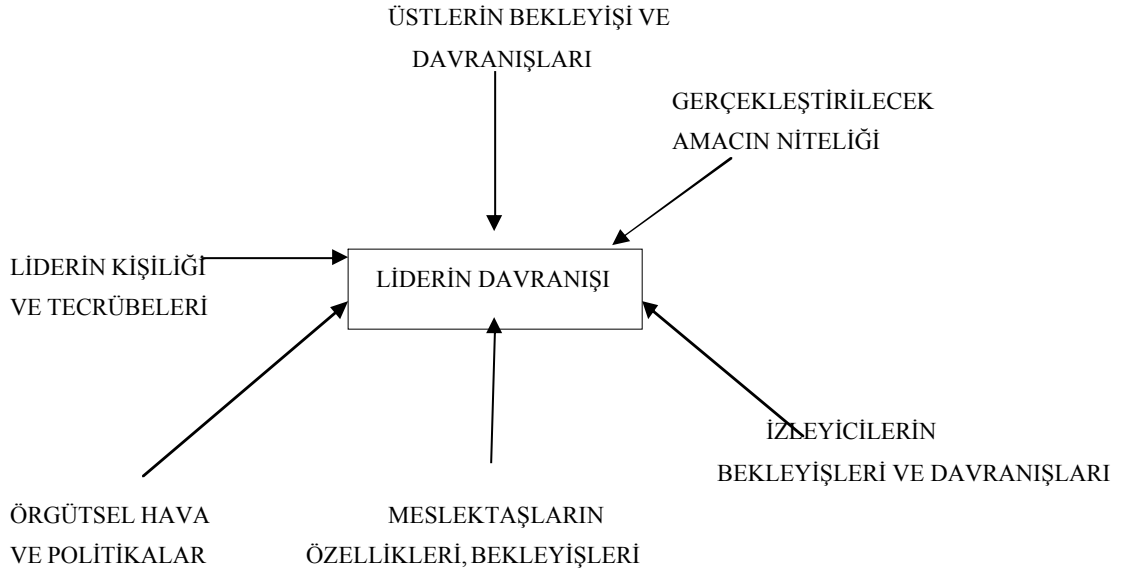 ÜSTLERİN BEKLEYİŞİ VE
DAVRANIŞLARI
GERÇEKLEŞTİRİLECEK
AMACIN NİTELİĞİ
LİDERİN KİŞİLİĞİ
VE TECRÜBELERİ
LİDERİN DAVRANIŞI
İZLEYİCİLERİN
BEKLEYİŞLERİ VE DAVRANIŞLARI
ÖRGÜTSEL HAVA
VE POLİTİKALAR
MESLEKTAŞLARIN
ÖZELLİKLERİ, BEKLEYİŞLERİ